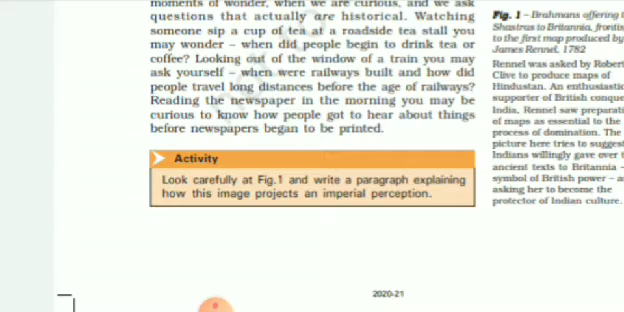 moments of wonder, when we are curious, and we ask
questions that actually are historical. Watching
someone sip a cup of tea at a roadside tea stall you
may wonder – when did people begin to drink tea or
coffee? Looking out of the window of a train you may
ask yourself – when were railways built and how did
people travel long distances before the age of railways?
Reading the newspaper in the morning you may be
curious to know how people got to hear about things
before newspapers began to be printed.
Activity
Look carefully at Fig.1 and write a paragraph explaining
how this image projects an imperial perception.
Fig. 1 – Brahmans offering
Shastras to Britannia,
to the first map produced by
James Rennel, 1782
Rennel was asked by Robert
Clive to produce maps of
Hindustan. An enthusiastic
supporter of British
India, Rennel saw
of maps as essential to the
process of domination. The
picture here tries to
Indians willingly gave over
ancient texts to Britannia –
symbol of British power –
asking her to become the
protector of Indian culture.
2020-21